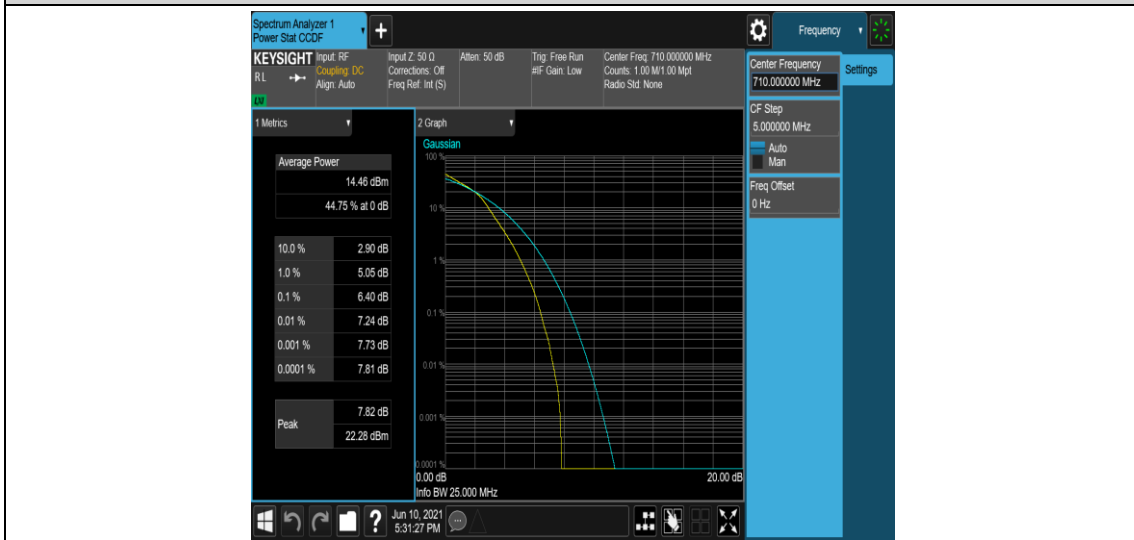 Spectrum Analyzer 1
Power Stat CCDF
+
Frequency
KEYSIGHT
RL
LXI
Input: RF
Coupling: DC
Align: Auto
Input Z: 50 Ω
Corrections: Off
Freq Ref: Int (S)
Atten: 50 dB
Trig: Free Run
#IF Gain: Low
Center Freq: 710.000000 MHz
Counts: 1.00 M/1.00 Mpt
Radio Std: None
Center Frequency
710.000000 MHz
Settings
CF Step
5.000000 MHz
Auto
Man
Freq Offset
0 Hz
1 Metrics
Average Power
14.46 dBm
44.75 % at 0 dB
10.0 % 2.90 dB
1.0 % 5.05 dB
0.1 % 6.40 dB
0.01 % 7.24 dB
0.001 % 7.73 dB
0.0001 % 7.81 dB
Peak
7.82 dB
22.28 dBm
2 Graph
Gaussian
100 %
10 %
1 %
0.1 %
0.01 %
0.001 %
0.0001 %
0.00 dB 20.00 dB
Info BW 25.000 MHz
?
Jun 10, 2021
5:31:27 PM